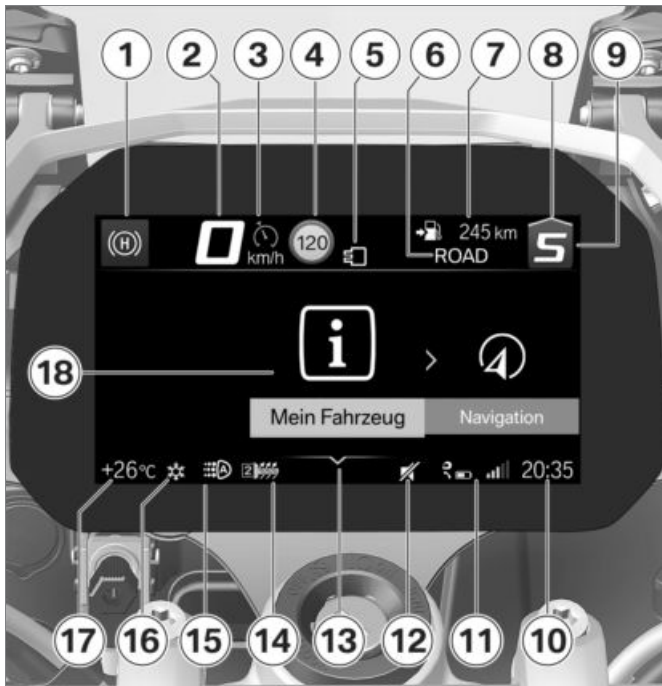 1 2 3 4 5 6 7 8 9
(H) 0 km/h 120 245 km
ROAD S
18
i >
Mein Fahrzeug Navigation
+26°C A 2 20:35
17 16 15 14 13 12 11 10